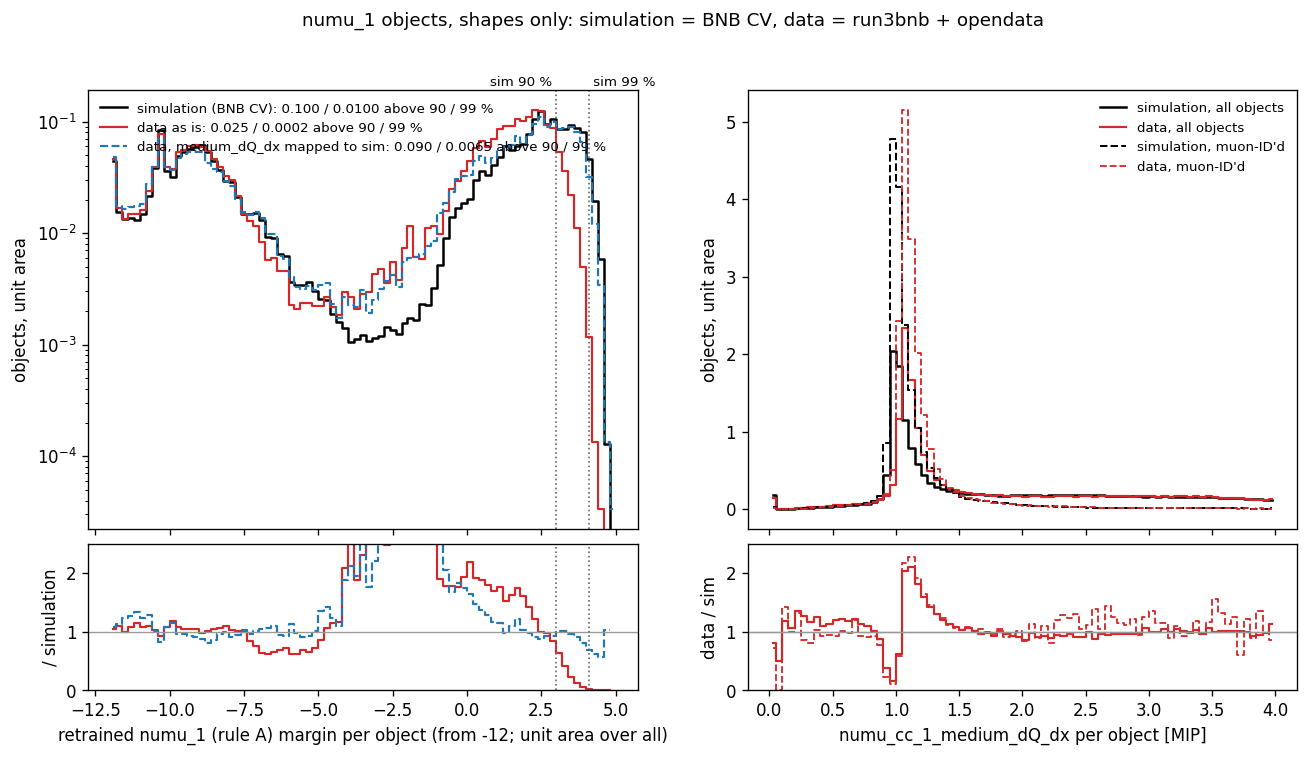 numu_1 objects, shapes only: simulation = BNB CV, data = run3bnb + opendata
sim 90 %
sim 99 %
simulation (BNB CV): 0.100 / 0.0100 above 90 / 99 %
data as is: 0.025 / 0.0002 above 90 / 99 %
data, medium_dQ_dx mapped to sim: 0.090 / 0.0065 above 90 / 99 %
objects, unit area
10⁻¹
10⁻²
10⁻³
10⁻⁴
/ simulation
2
1
0
−12.5
−10.0
−7.5
−5.0
−2.5
0.0
2.5
5.0
retrained numu_1 (rule A) margin per object (from -12; unit area over all)
simulation, all objects
data, all objects
simulation, muon-ID'd
data, muon-ID'd
objects, unit area
5
4
3
2
1
0
data / sim
2
1
0
0.0
0.5
1.0
1.5
2.0
2.5
3.0
3.5
4.0
numu_cc_1_medium_dQ_dx per object [MIP]